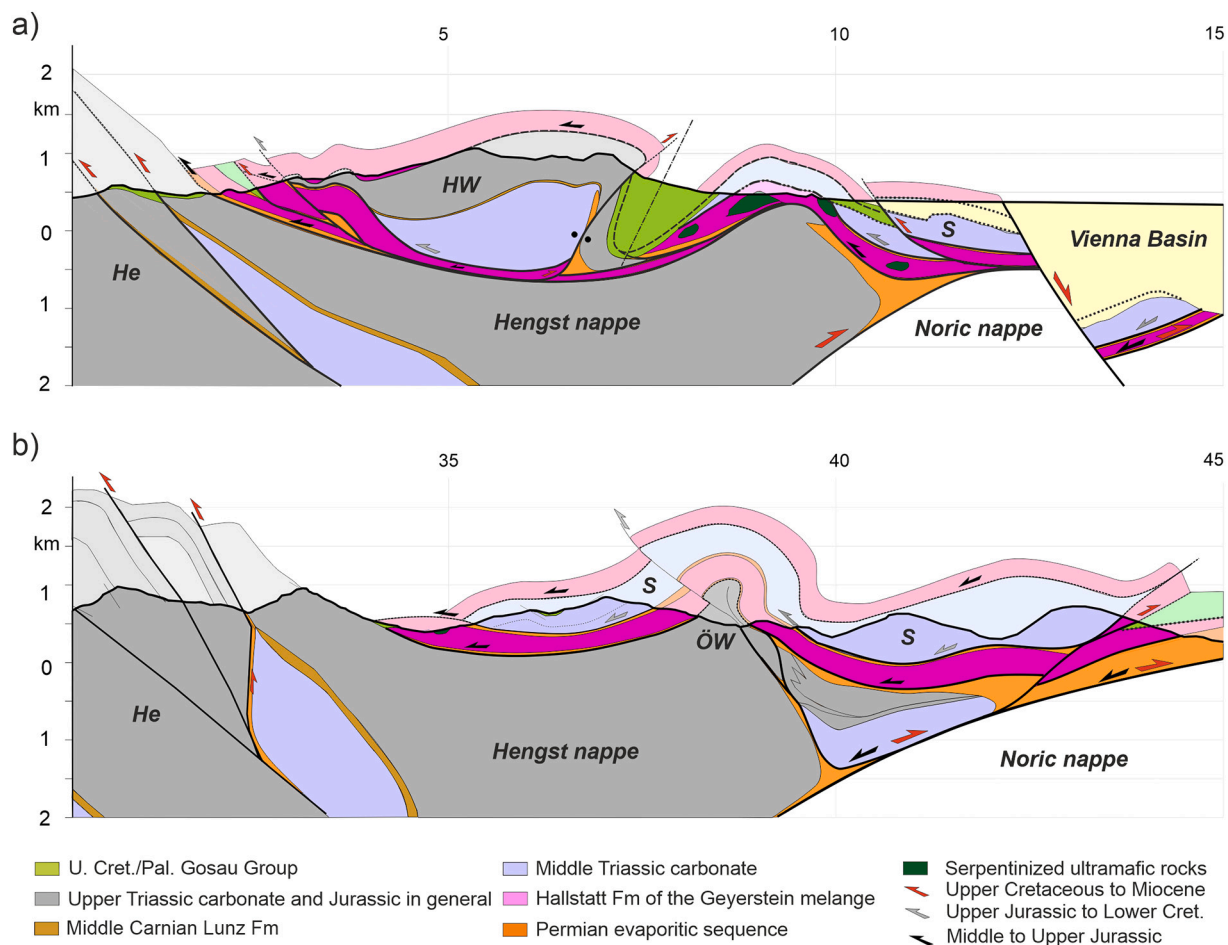 a)
5
10
15
2
km
1
0
1
2
HW
He
Hengst nappe
S
Vienna Basin
Noric nappe
b)
35
40
45
2
km
1
0
1
2
S
ÖW
S
He
Hengst nappe
Noric nappe
U. Cret./Pal. Gosau Group
Upper Triassic carbonate and Jurassic in general
Middle Carnian Lunz Fm
Middle Triassic carbonate
Hallstatt Fm of the Geyerstein melange
Permian evaporitic sequence
Serpentinized ultramafic rocks
Upper Cretaceous to Miocene
Upper Jurassic to Lower Cret.
Middle to Upper Jurassic